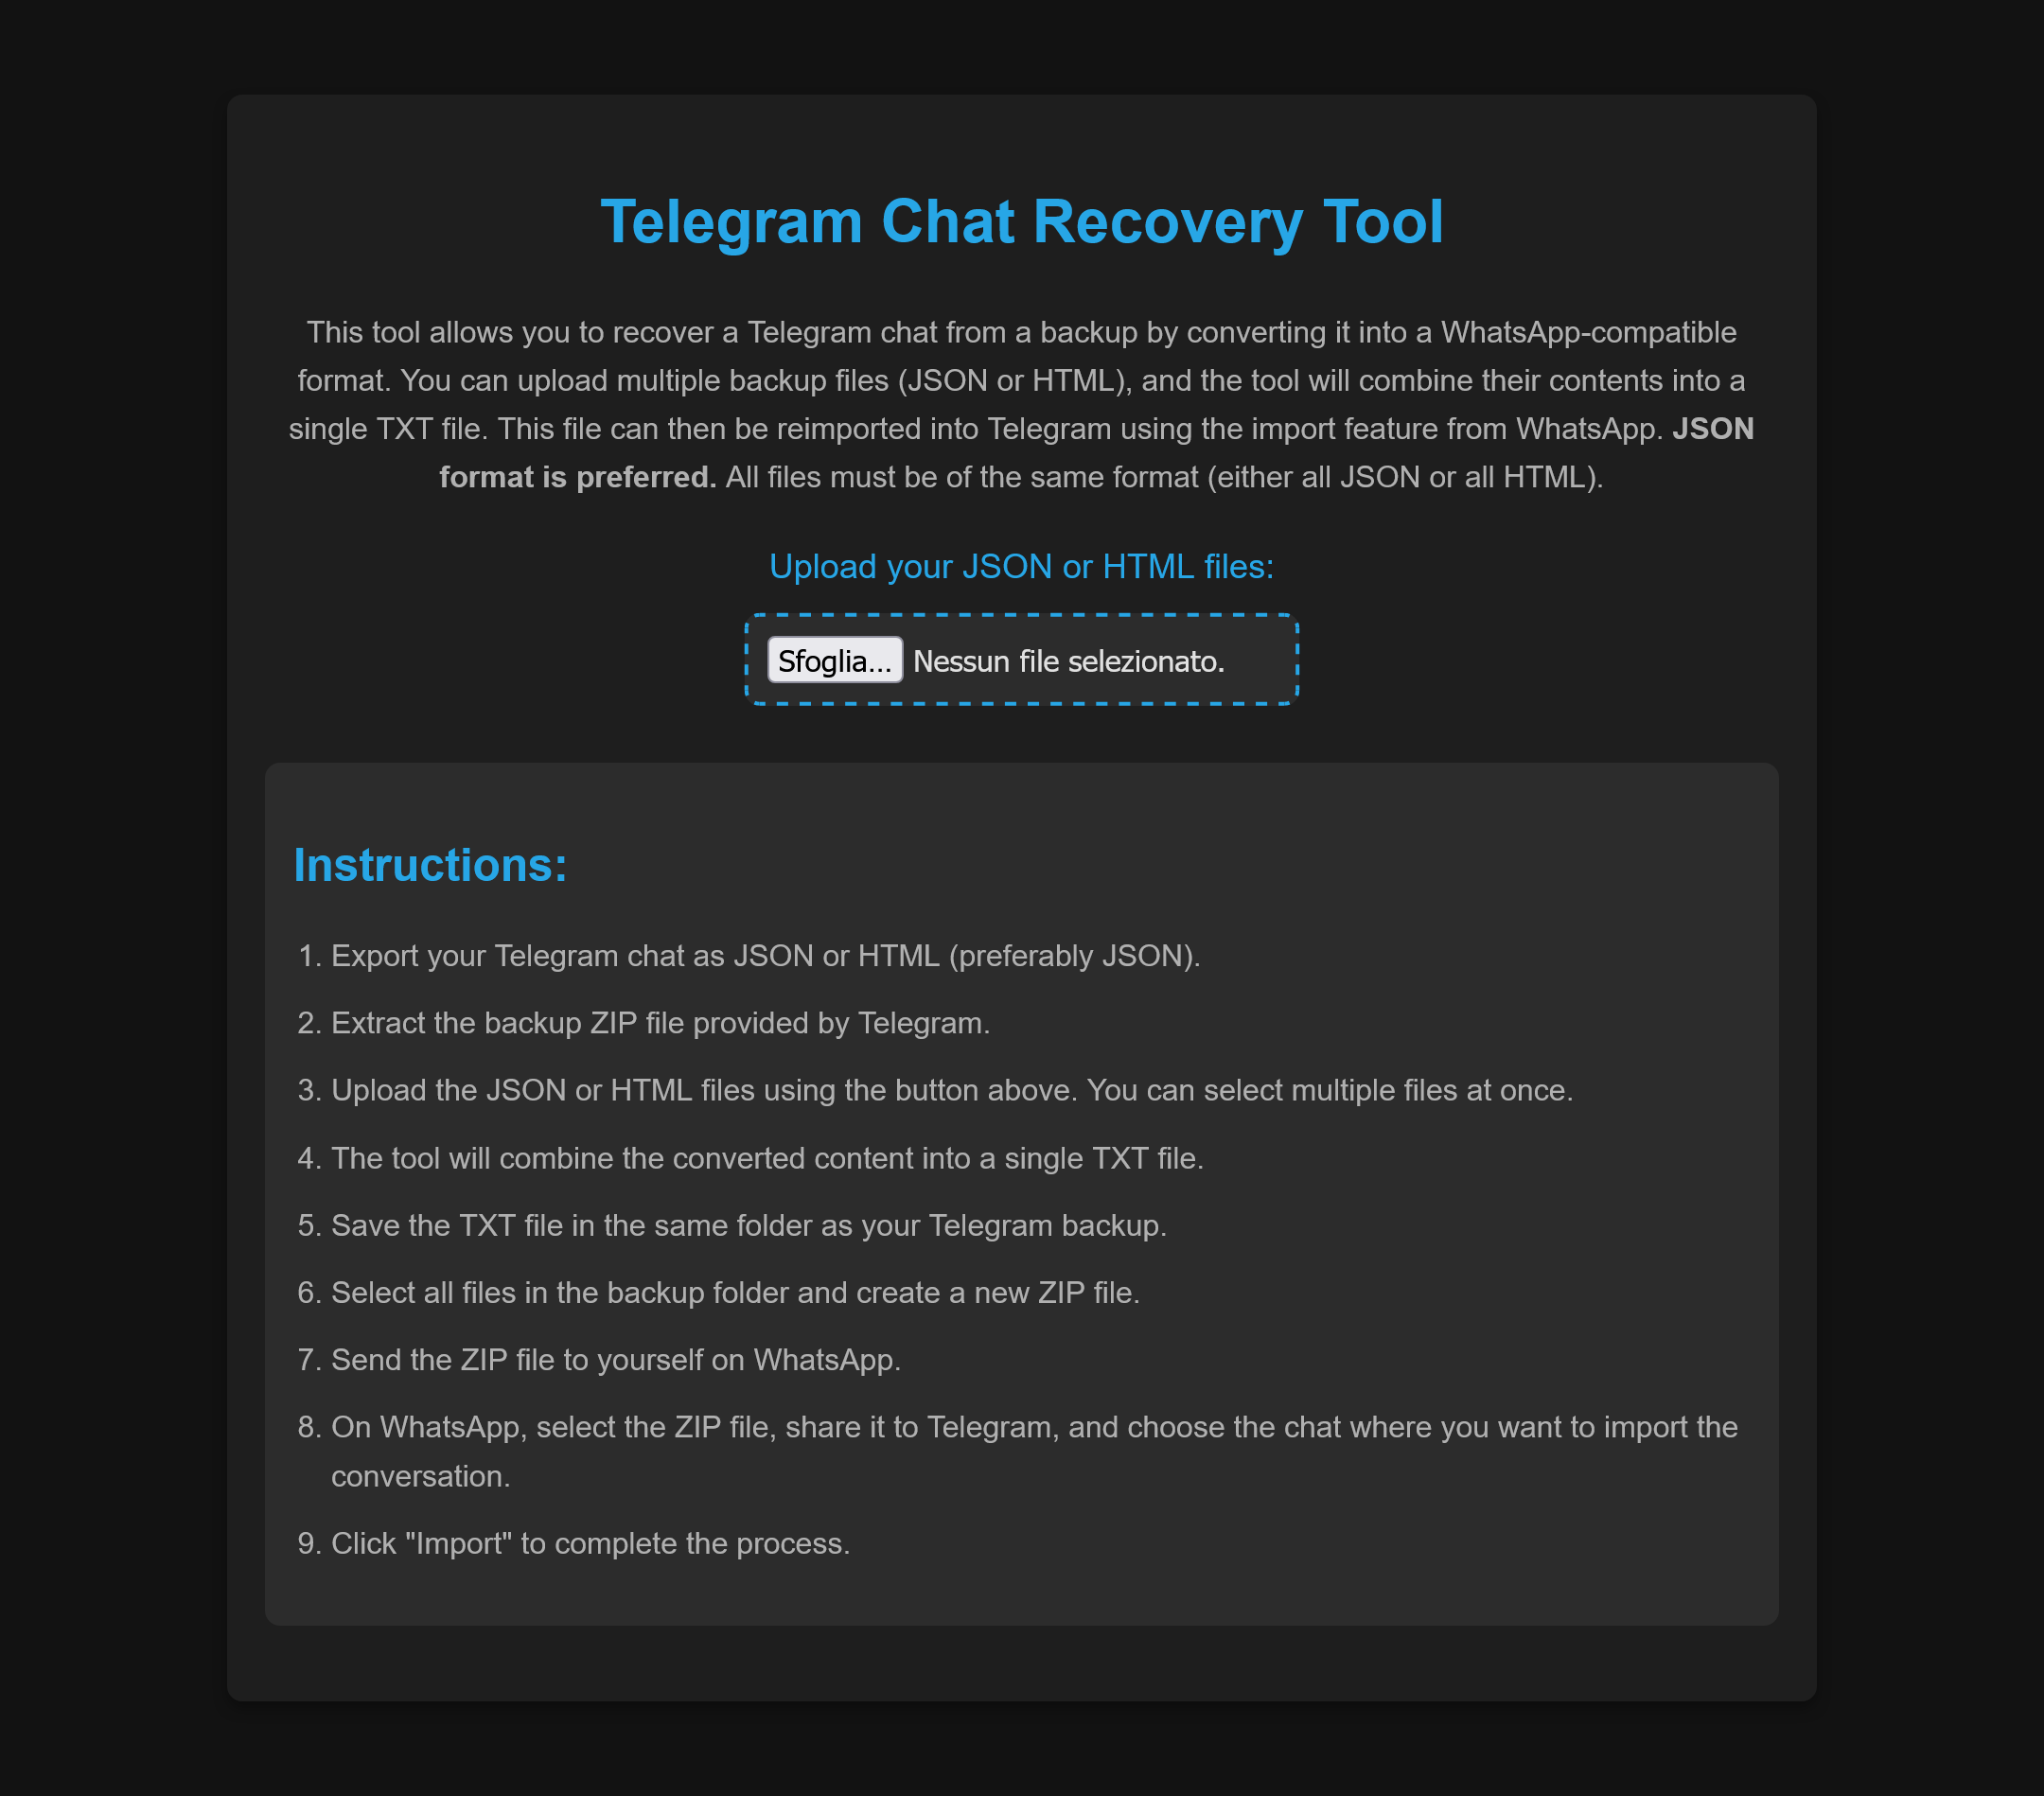 Telegram Chat Recovery Tool
This tool allows you to recover a Telegram chat from a backup by converting it into a WhatsApp-compatible
format. You can upload multiple backup files (JSON or HTML), and the tool will combine their contents into a
single TXT file. This file can then be reimported into Telegram using the import feature from WhatsApp. JSON
format is preferred. All files must be of the same format (either all JSON or all HTML).
Upload your JSON or HTML files:
Sfoglia... Nessun file selezionato.
Instructions:
1. Export your Telegram chat as JSON or HTML (preferably JSON).
2. Extract the backup ZIP file provided by Telegram.
3. Upload the JSON or HTML files using the button above. You can select multiple files at once.
4. The tool will combine the converted content into a single TXT file.
5. Save the TXT file in the same folder as your Telegram backup.
6. Select all files in the backup folder and create a new ZIP file.
7. Send the ZIP file to yourself on WhatsApp.
8. On WhatsApp, select the ZIP file, share it to Telegram, and choose the chat where you want to import the
conversation.
9. Click "Import" to complete the process.